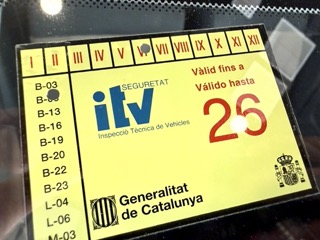 I II III IV V VI VII VIII IX X XI XII
B-03
B-13
B-16
B-19
B-20
B-22
B-23
L-04
L-06
M-03
SEGURETAT
itv
Inspecció Tècnica de Vehicles
Vàlid fins a
Válido hasta
26
Generalitat
de Catalunya